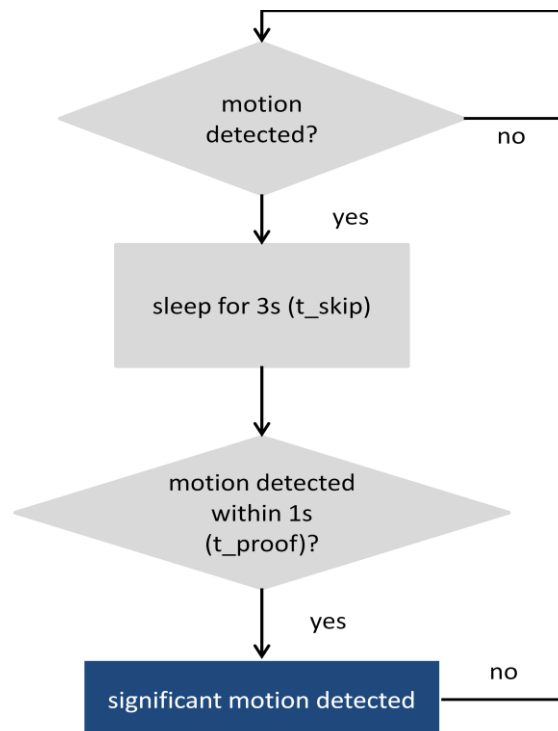 motion
detected?
no
yes
sleep for 3s (t_skip)
motion detected
within 1s
(t_proof)?
yes
no
significant motion detected